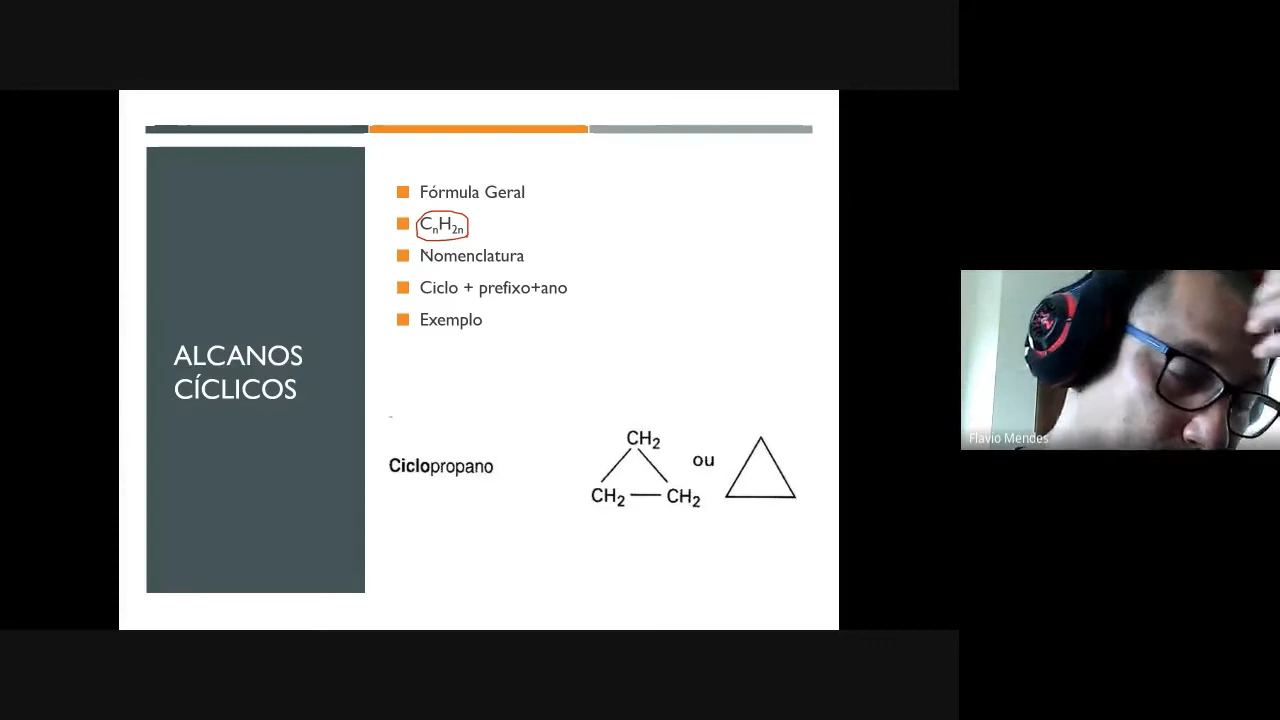 ALCANOS
CÍCLICOS
Fórmula Geral
CₙH₂ₙ
Nomenclatura
Ciclo + prefixo+ano
Exemplo
Ciclopropano
CH₂
CH₂ CH₂
ou
Flavio Mendes